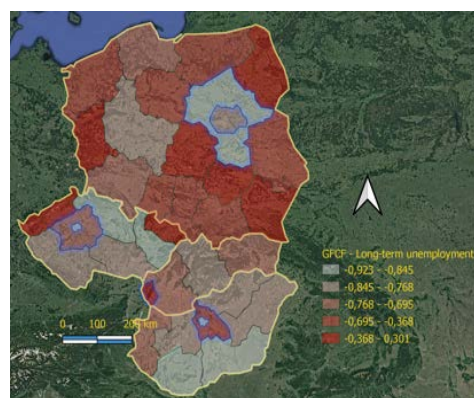 GFCF - Long-term unemployment
-0,923 - -0,845
-0,845 - -0,768
-0,768 - -0,695
-0,695 - -0,368
-0,368 - 0,301
0 100 200 km